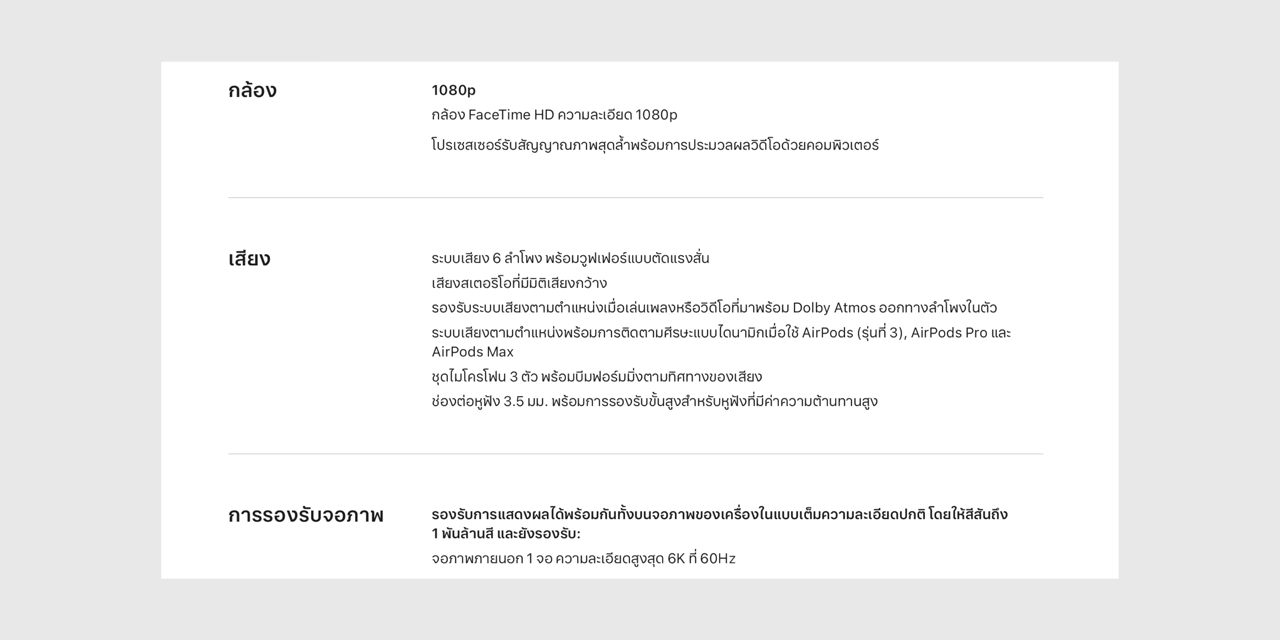 กล้อง
1080p
กล้อง FaceTime HD ความละเอียด 1080p
โปรเซสเซอร์รับสัญญาณภาพสุดล้ำพร้อมการประมวลผลวิดีโอด้วยคอมพิวเตอร์
เสียง
ระบบเสียง 6 ลำโพง พร้อมวูฟเฟอร์แบบตัดแรงสั่น
เสียงสเตอริโอที่มีมิติเสียงกว้าง
รองรับระบบเสียงตามตำแหน่งเมื่อเล่นเพลงหรือวิดีโอที่มาพร้อม Dolby Atmos ออกทางลำโพงในตัว
ระบบเสียงตามตำแหน่งพร้อมการติดตามศีรษะแบบไดนามิกเมื่อใช้ AirPods (รุ่นที่ 3), AirPods Pro และ
AirPods Max
ชุดไมโครโฟน 3 ตัว พร้อมบีมฟอร์มมิ่งตามทิศทางของเสียง
ช่องต่อหูฟัง 3.5 มม. พร้อมการรองรับขั้นสูงสำหรับหูฟังที่มีค่าความต้านทานสูง
การรองรับจอภาพ
รองรับการแสดงผลได้พร้อมกันทั้งบนจอภาพของเครื่องในแบบเต็มความละเอียดปกติ โดยให้สีสันถึง
1 พันล้านสี และยังรองรับ:
จอภาพภายนอก 1 จอ ความละเอียดสูงสุด 6K ที่ 60Hz